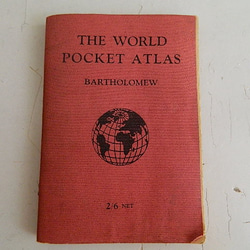 THE WORLD
POCKET ATLAS
BARTHOLOMEW
2/6 NET